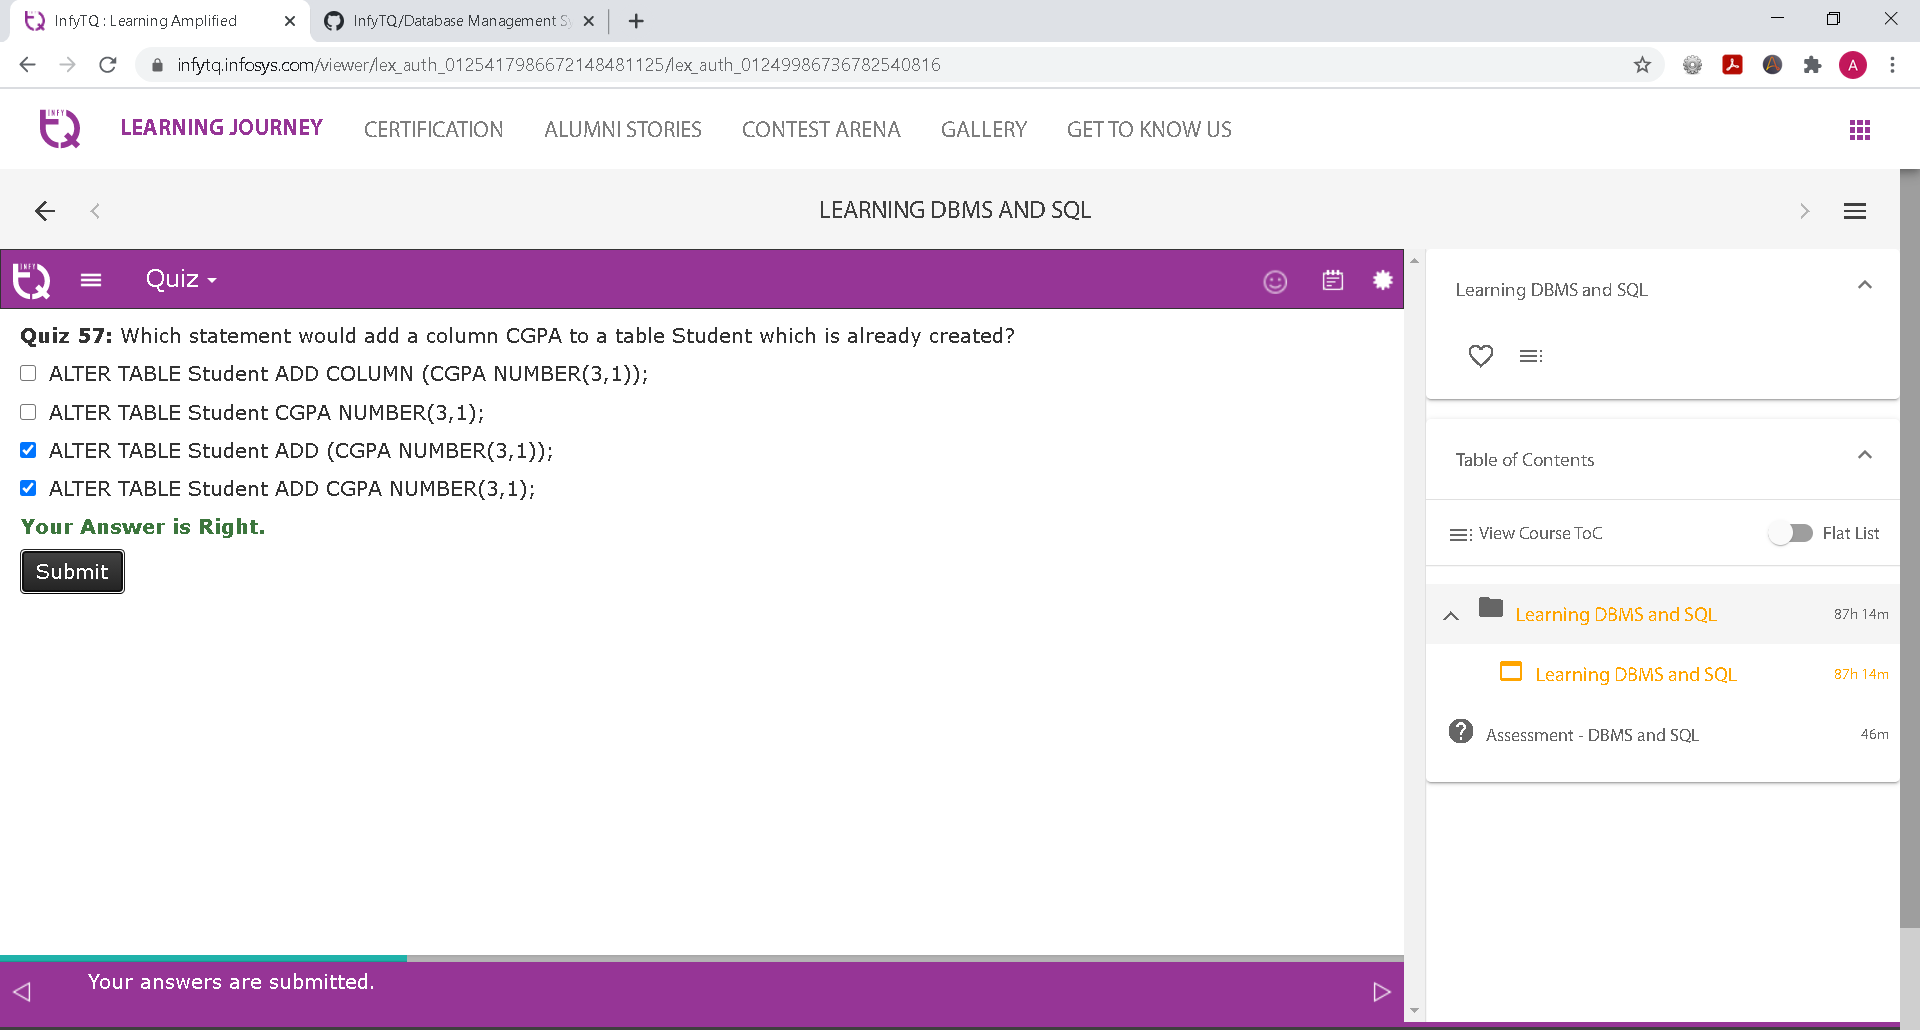 InfyTQ : Learning Amplified
InfyTQ/Database Management Sy
infytq.infosys.com/viewer/lex_auth_0125417986672148481125/lex_auth_01249986736782540816
A
INFY
TQ
LEARNING JOURNEY
CERTIFICATION
ALUMNI STORIES
CONTEST ARENA
GALLERY
GET TO KNOW US
LEARNING DBMS AND SQL
INFY
TQ
Quiz
Quiz 57: Which statement would add a column CGPA to a table Student which is already created?
ALTER TABLE Student ADD COLUMN (CGPA NUMBER(3,1));
ALTER TABLE Student CGPA NUMBER(3,1);
ALTER TABLE Student ADD (CGPA NUMBER(3,1));
ALTER TABLE Student ADD CGPA NUMBER(3,1);
Your Answer is Right.
Submit
Your answers are submitted.
Learning DBMS and SQL
Table of Contents
View Course ToC
Flat List
Learning DBMS and SQL 87h 14m
Learning DBMS and SQL 87h 14m
Assessment - DBMS and SQL 46m